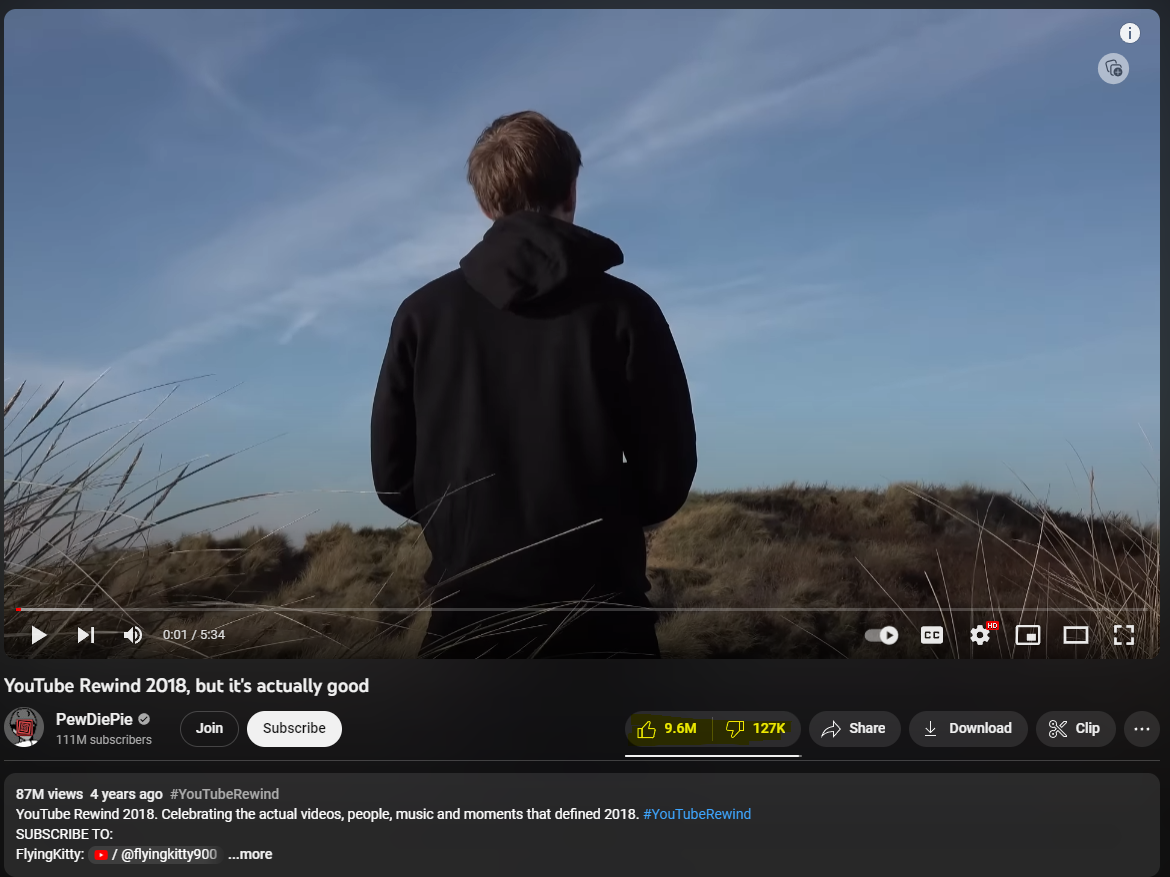 i
0:01 / 5:34
CC
HD
YouTube Rewind 2018, but it's actually good
PewDiePie
111M subscribers
Join
Subscribe
9.6M
127K
Share
Download
Clip
...
87M views 4 years ago #YouTubeRewind
YouTube Rewind 2018. Celebrating the actual videos, people, music and moments that defined 2018. #YouTubeRewind
SUBSCRIBE TO:
FlyingKitty: / @flyingkitty900 ...more